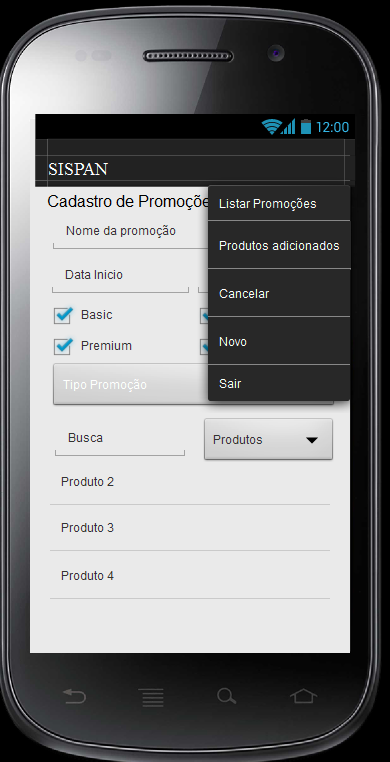 12:00
SISPAN
Cadastro de Promoçõe
Listar Promoções
Nome da promoção
Produtos adicionados
Data Inicio
Cancelar
Basic
Novo
Premium
Tipo Promoção
Sair
Busca
Produtos
Produto 2
Produto 3
Produto 4